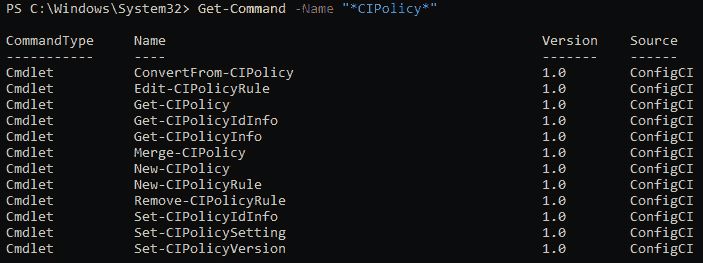 PS C:\Windows\System32> Get-Command -Name "*CIPolicy*"
CommandType Name Version Source
----------- ---- ------- ------
Cmdlet ConvertFrom-CIPolicy 1.0 ConfigCI
Cmdlet Edit-CIPolicyRule 1.0 ConfigCI
Cmdlet Get-CIPolicy 1.0 ConfigCI
Cmdlet Get-CIPolicyIdInfo 1.0 ConfigCI
Cmdlet Get-CIPolicyInfo 1.0 ConfigCI
Cmdlet Merge-CIPolicy 1.0 ConfigCI
Cmdlet New-CIPolicy 1.0 ConfigCI
Cmdlet New-CIPolicyRule 1.0 ConfigCI
Cmdlet Remove-CIPolicyRule 1.0 ConfigCI
Cmdlet Set-CIPolicyIdInfo 1.0 ConfigCI
Cmdlet Set-CIPolicySetting 1.0 ConfigCI
Cmdlet Set-CIPolicyVersion 1.0 ConfigCI